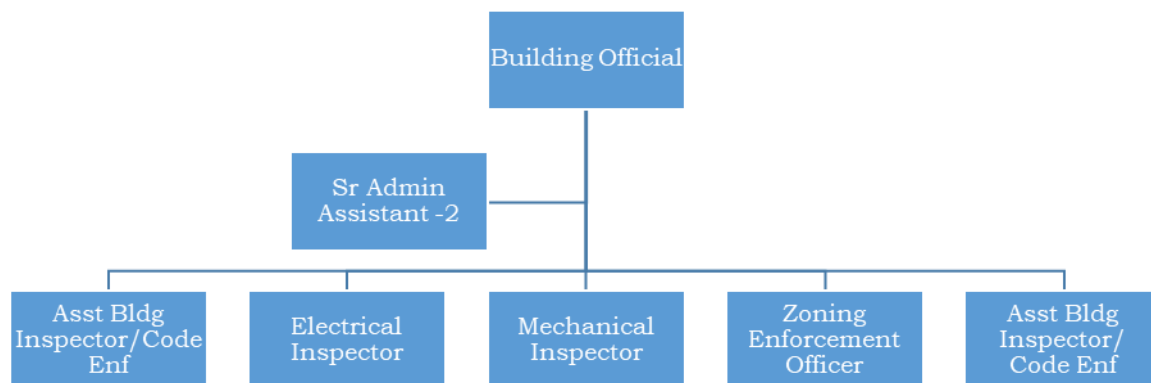 Building Official
Sr Admin
Assistant -2
Asst Bldg
Inspector/Code
Enf
Electrical
Inspector
Mechanical
Inspector
Zoning
Enforcement
Officer
Asst Bldg
Inspector/
Code Enf